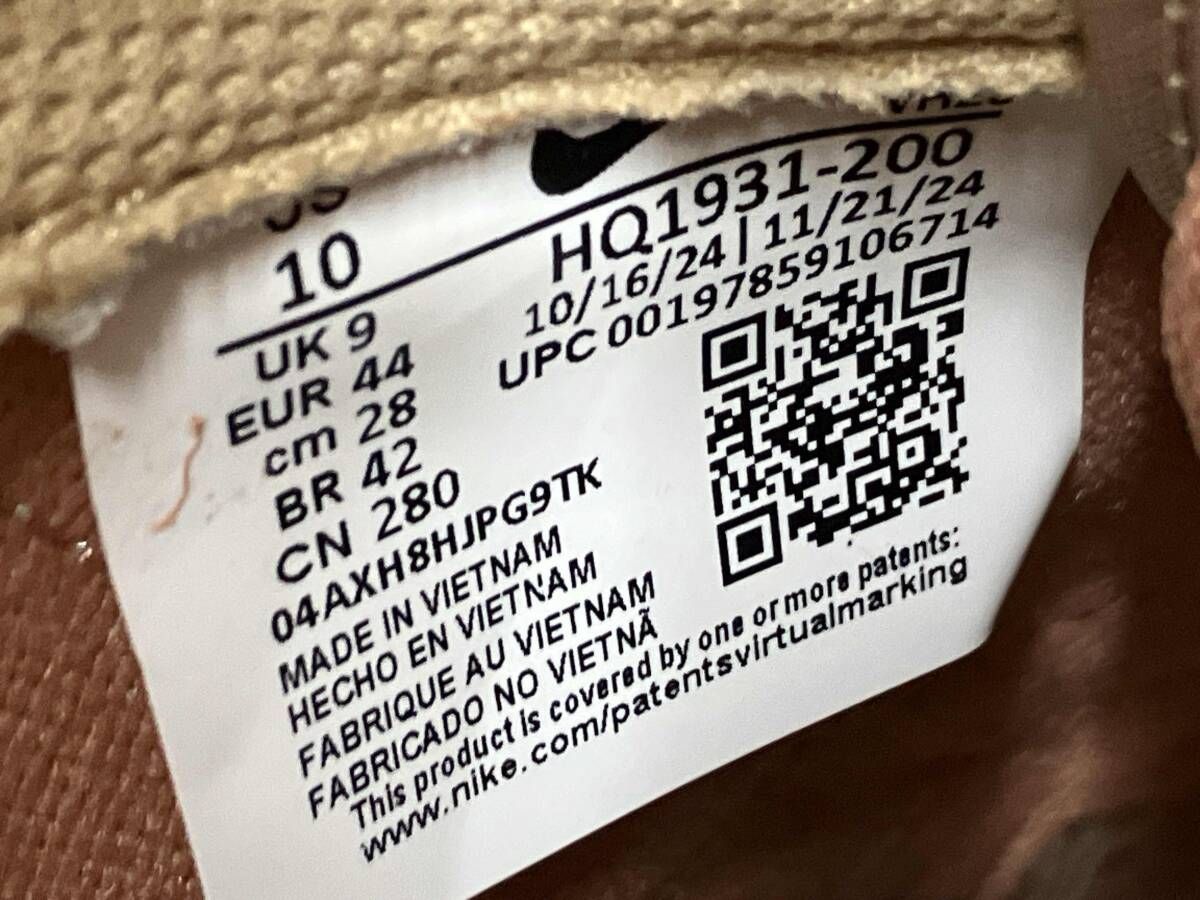 10
UK 9
EUR 44
cm 28
BR 42
CN 280
04AXH8HJPG9TK
MADE IN VIETNAM
HECHO EN VIETNAM
FABRIQUE AU VIETNAM
FABRICADO NO VIETNÃ
This product is covered by one or more patents:
www.nike.com/patentsvirtualmarking
HQ1931-200
10/16/24 | 11/21/24
UPC 00197859106714